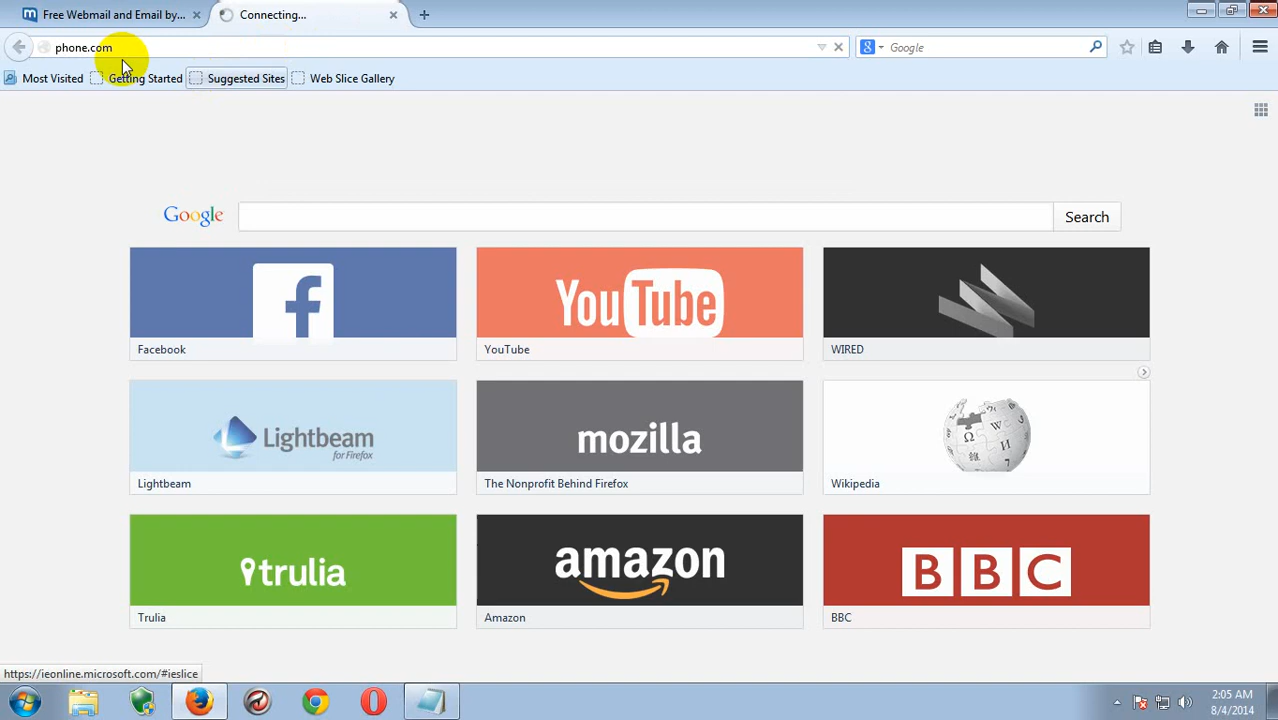 Free Webmail and Email by...
Connecting...
phone.com
Google
Most Visited
Getting Started
Suggested Sites
Web Slice Gallery
Google
Search
Facebook
You Tube
YouTube
WIRED
Lightbeam
for Firefox
Lightbeam
mozilla
The Nonprofit Behind Firefox
Wikipedia
trulia
Trulia
amazon
Amazon
BBC
BBC
https://ieonline.microsoft.com/#ieslice
2:05 AM
8/4/2014